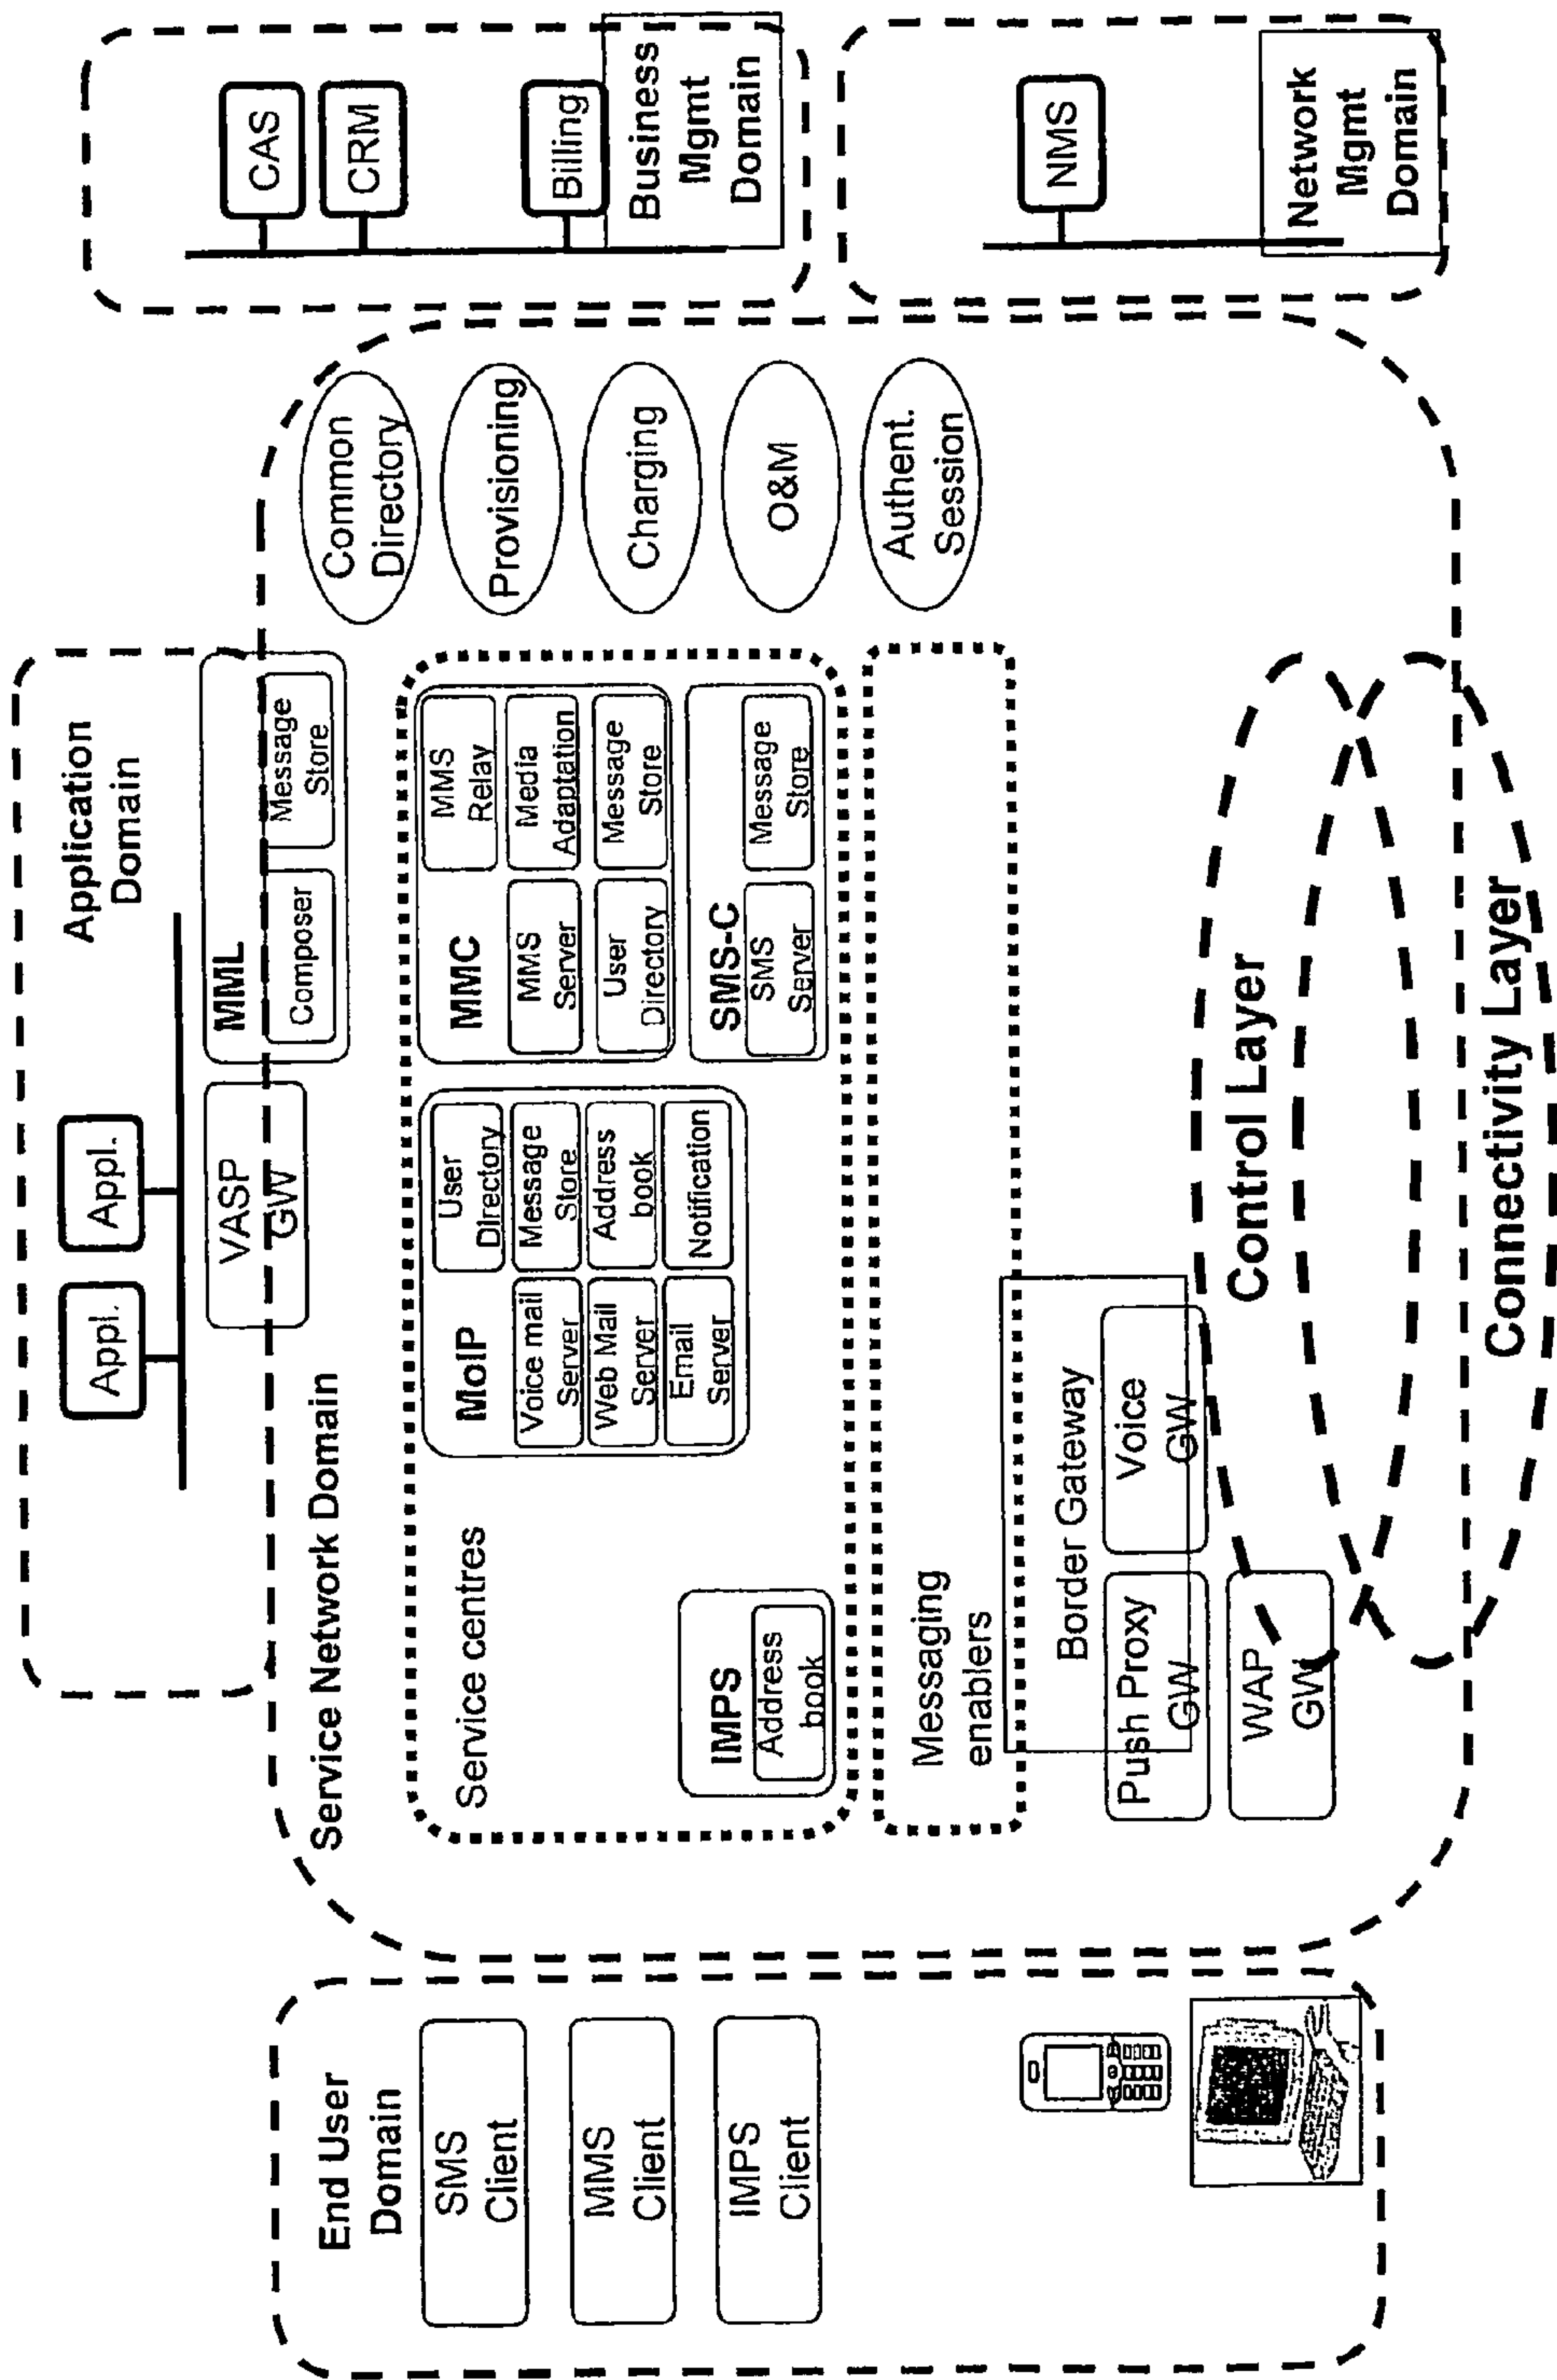 Application
Domain
Appl.
Appl.
VASP
GW
MML
Composer
Message
Store
End User
Domain
SMS
Client
MMS
Client
IMPS
Client
Service Network Domain
Service centres
IMPS
Address
book
MoIP
User
Directory
Voice mail
Server
Message
Store
Web Mail
Server
Address
book
Email
Server
Notification
MMC
MMS
Relay
MMS
Server
Media
Adaptation
User
Directory
Message
Store
SMS-C
SMS
Server
Message
Store
Messaging
enablers
Border Gateway
Push Proxy
GW
Voice
GW
WAP
GW
Control Layer
Connectivity Layer
Common
Directory
Provisioning
Charging
O&M
Authent.
Session
CAS
CRM
Billing
Business
Mgmt
Domain
NMS
Network
Mgmt
Domain